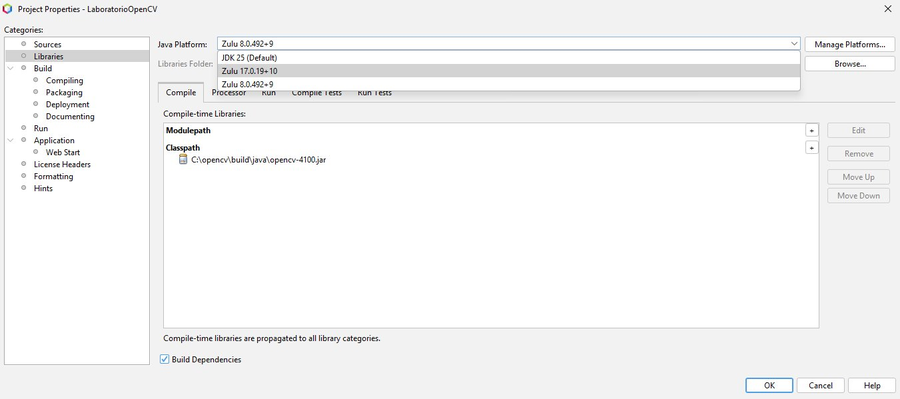 Project Properties - LaboratorioOpenCV
Categories:
Sources
Libraries
Build
Compiling
Packaging
Deployment
Documenting
Run
Application
Web Start
License Headers
Formatting
Hints
Java Platform:
Zulu 8.0.492+9
Manage Platforms...
JDK 25 (Default)
Zulu 17.0.19+10
Zulu 8.0.492+9
Libraries Folder:
Browse...
Compile
Processor
Run
Compile Tests
Run Tests
Compile-time Libraries:
Modulepath
Classpath
C:\opencv\build\java\opencv-4100.jar
Edit
Remove
Move Up
Move Down
Compile-time libraries are propagated to all library categories.
Build Dependencies
OK
Cancel
Help